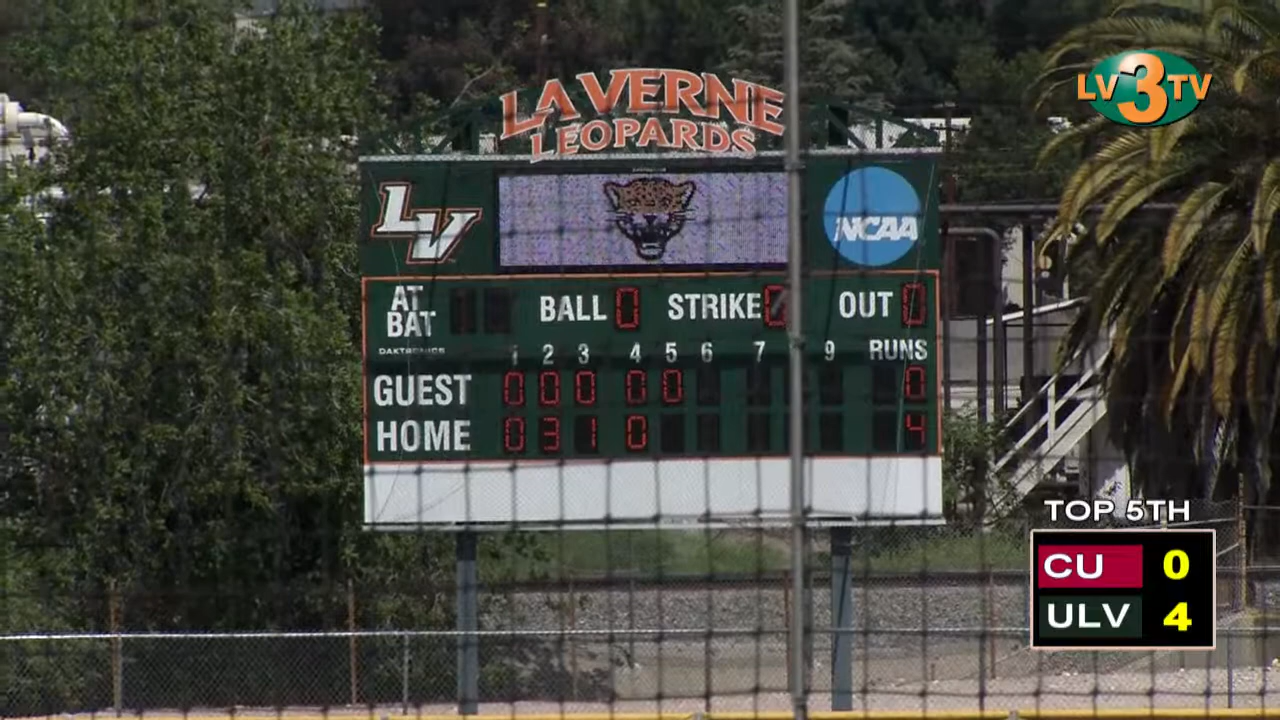 LV3TV
LAVERNE
LEOPARDS
LV
NCAA
AT BAT
BALL 0 STRIKE 0 OUT 0
DAKTRONICS 1 2 3 4 5 6 7 9 RUNS
GUEST 0 0 0 0 0 0
HOME 0 3 1 0 4
TOP 5TH
CU 0
ULV 4